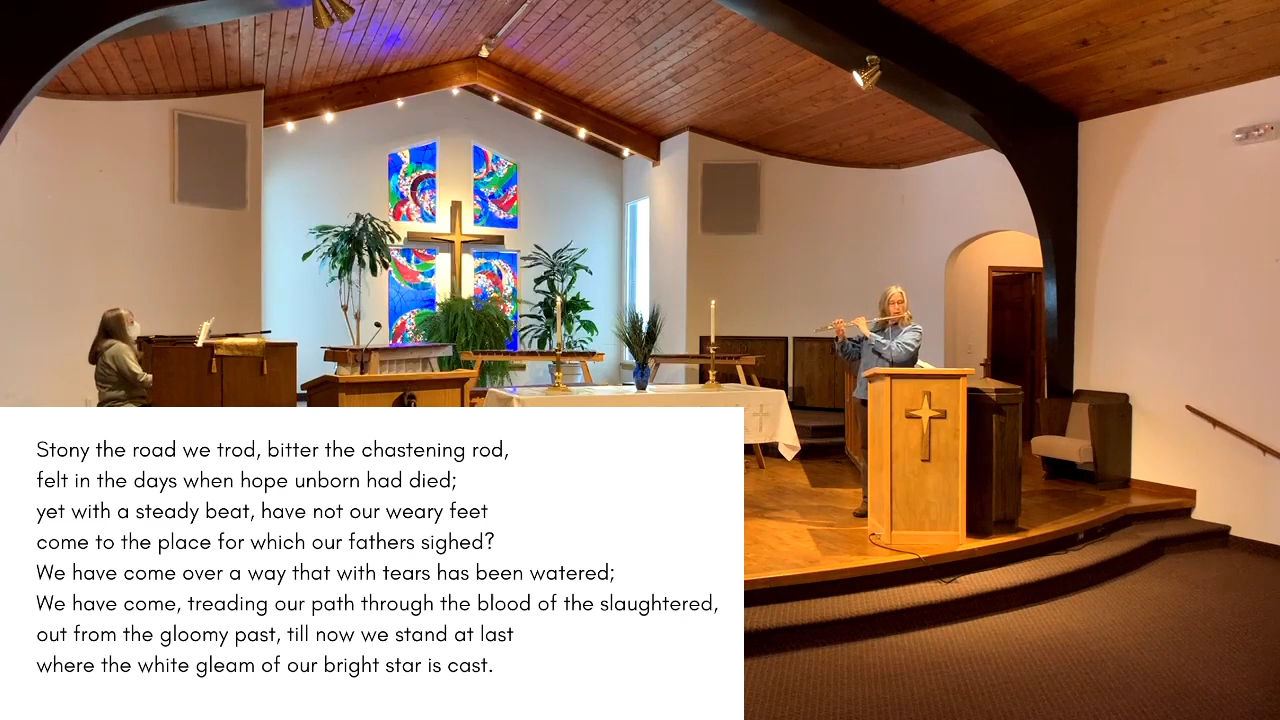 Stony the road we trod, bitter the chastening rod,
felt in the days when hope unborn had died;
yet with a steady beat, have not our weary feet
come to the place for which our fathers sighed?
We have come over a way that with tears has been watered;
We have come, treading our path through the blood of the slaughtered,
out from the gloomy past, till now we stand at last
where the white gleam of our bright star is cast.